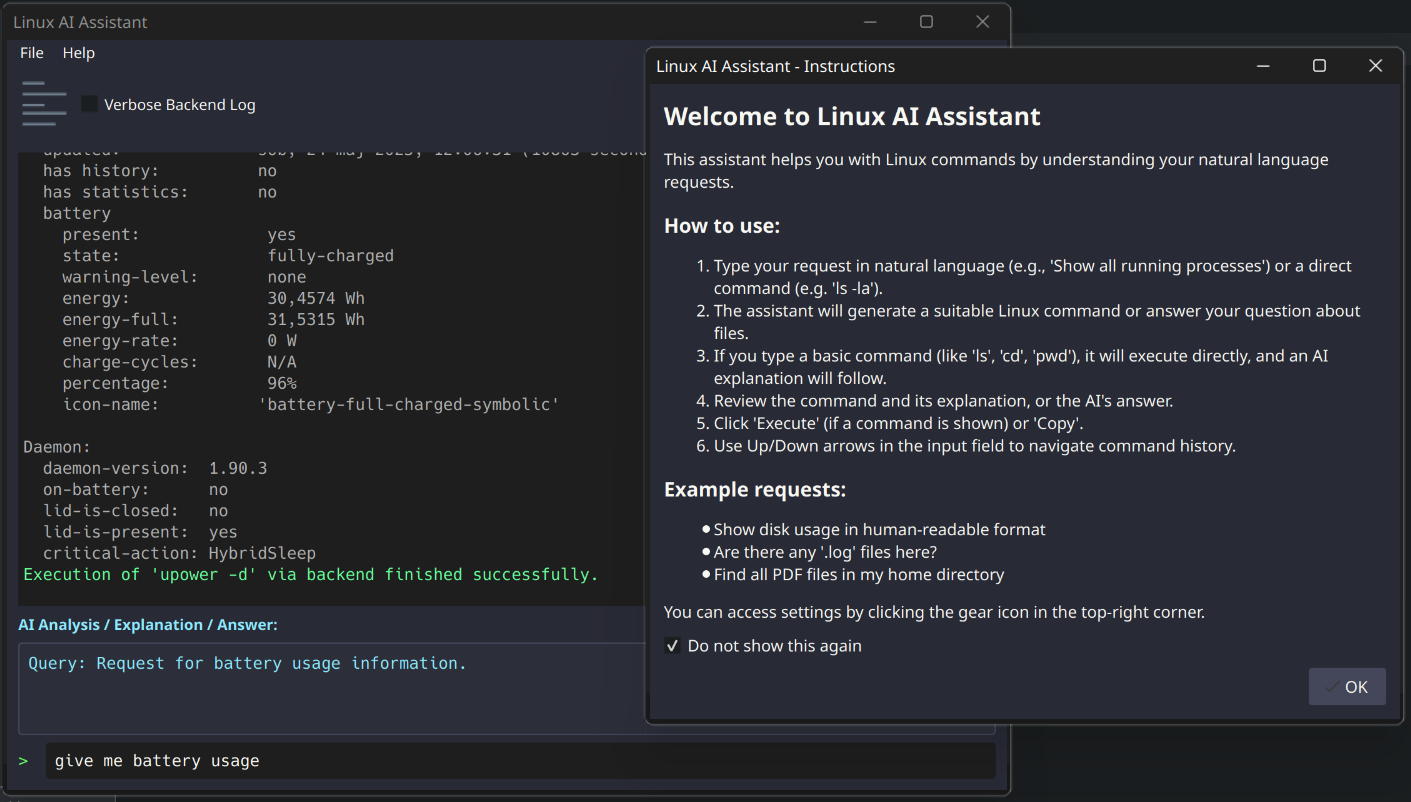 Linux AI Assistant
File Help
Verbose Backend Log
has history: no
has statistics: no
battery
present: yes
state: fully-charged
warning-level: none
energy: 30,4574 Wh
energy-full: 31,5315 Wh
energy-rate: 0 W
charge-cycles: N/A
percentage: 96%
icon-name: 'battery-full-charged-symbolic'
Daemon:
daemon-version: 1.90.3
on-battery: no
lid-is-closed: no
lid-is-present: yes
critical-action: HybridSleep
Execution of 'upower -d' via backend finished successfully.
AI Analysis / Explanation / Answer:
Query: Request for battery usage information.
> give me battery usage
Linux AI Assistant - Instructions
Welcome to Linux AI Assistant
This assistant helps you with Linux commands by understanding your natural language
requests.
How to use:
1. Type your request in natural language (e.g., 'Show all running processes') or a direct
command (e.g. 'ls -la').
2. The assistant will generate a suitable Linux command or answer your question about
files.
3. If you type a basic command (like 'ls', 'cd', 'pwd'), it will execute directly, and an AI
explanation will follow.
4. Review the command and its explanation, or the AI's answer.
5. Click 'Execute' (if a command is shown) or 'Copy'.
6. Use Up/Down arrows in the input field to navigate command history.
Example requests:
● Show disk usage in human-readable format
● Are there any '.log' files here?
● Find all PDF files in my home directory
You can access settings by clicking the gear icon in the top-right corner.
Do not show this again
OK